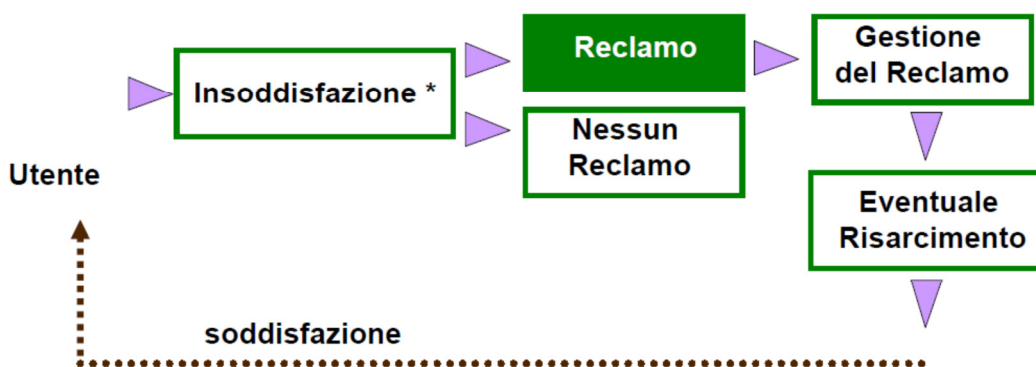 Insoddisfazione *
Reclamo
Gestione
del Reclamo
Nessun
Reclamo
Utente
Eventuale
Risarcimento
soddisfazione